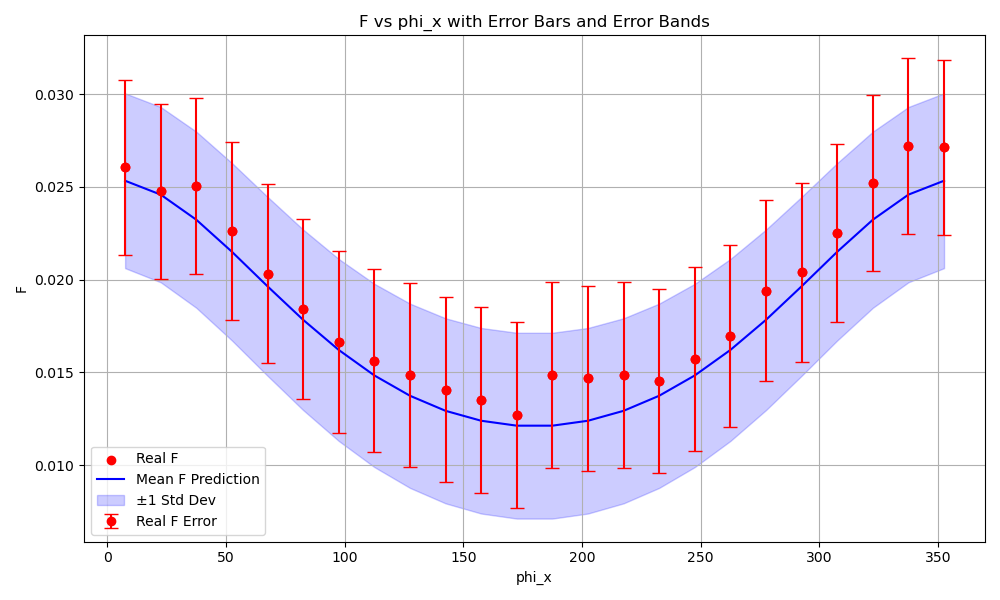 F vs phi_x with Error Bars and Error Bands
F
0.030
0.025
0.020
0.015
0.010
Real F
Mean F Prediction
±1 Std Dev
Real F Error
0 50 100 150 200 250 300 350
phi_x